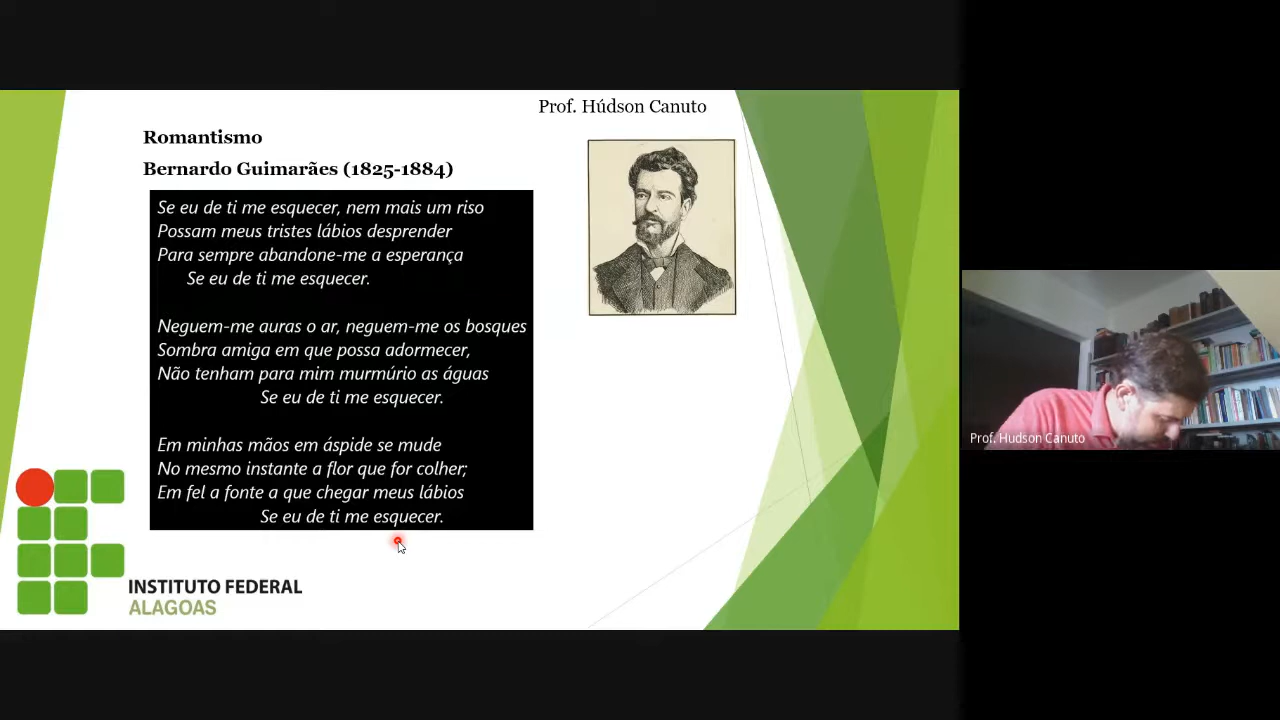 Prof. Húdson Canuto
Romantismo
Bernardo Guimarães (1825-1884)
Se eu de ti me esquecer, nem mais um riso
Possam meus tristes lábios desprender
Para sempre abandone-me a esperança
Se eu de ti me esquecer.
Neguem-me auras o ar, neguem-me os bosques
Sombra amiga em que possa adormecer,
Não tenham para mim murmúrio as águas
Se eu de ti me esquecer.
Em minhas mãos em áspide se mude
No mesmo instante a flor que for colher;
Em fel a fonte a que chegar meus lábios
Se eu de ti me esquecer.
INSTITUTO FEDERAL
ALAGOAS
Prof. Hudson Canuto